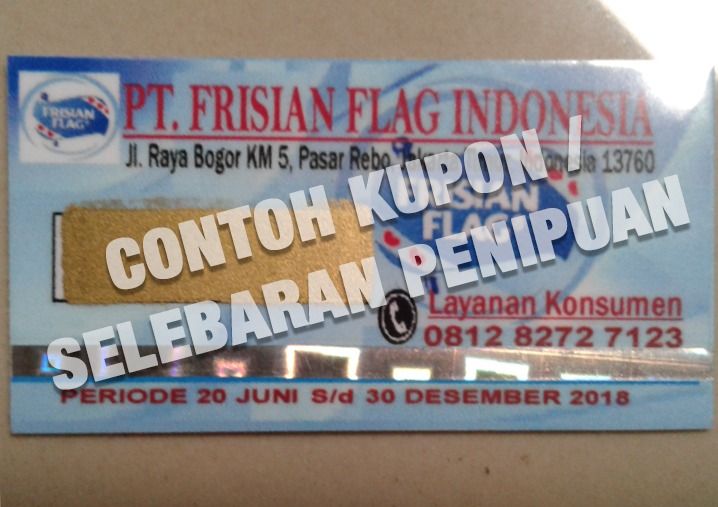 FRISIAN FLAG
PT. FRISIAN FLAG INDONESIA
Jl. Raya Bogor KM 5, Pasar Rebo, 13760
FRISIAN
FLAG
CONTOH KUPON /
SELEBARAN PENIPUAN
Layanan Konsumen
0812 8272 7123
PERIODE 20 JUNI S/d 30 DESEMBER 2018